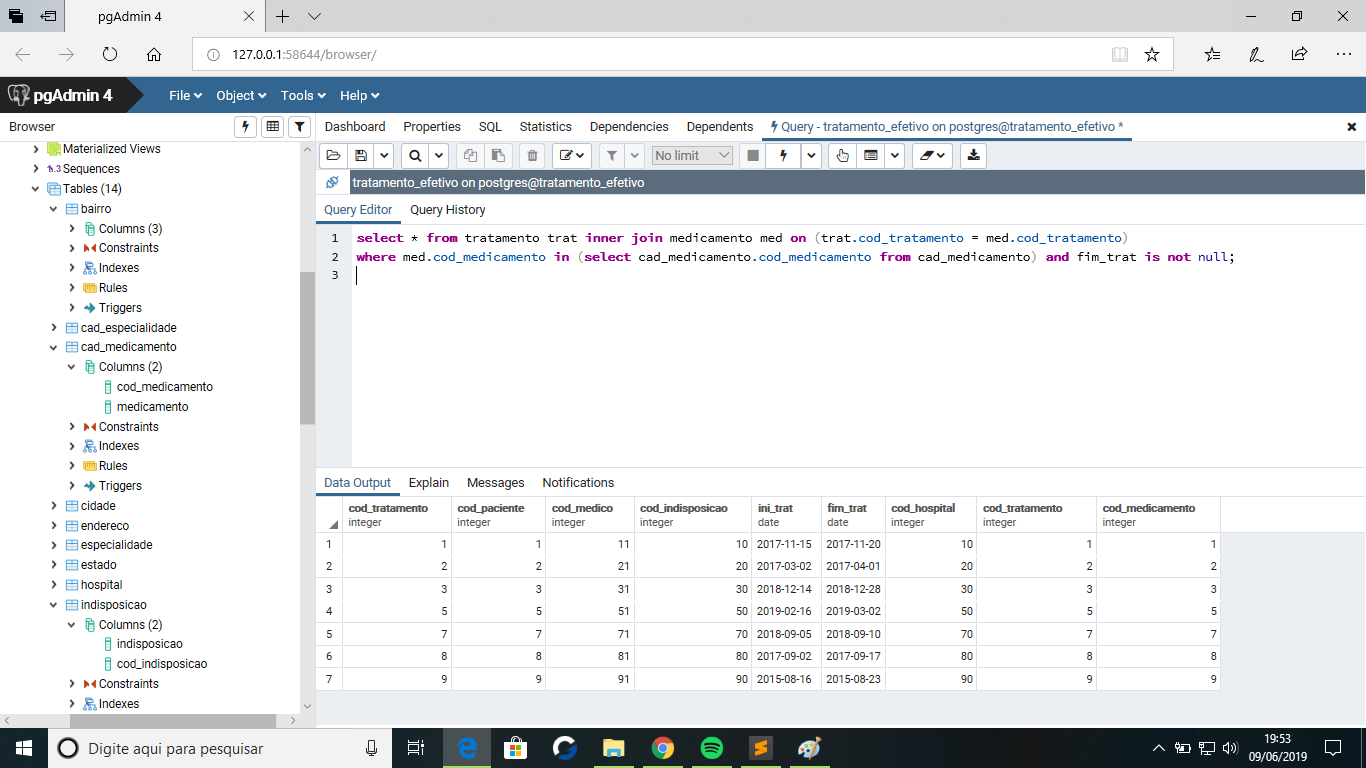 pgAdmin 4
127.0.0.1:58644/browser/
pgAdmin 4 File Object Tools Help
Browser
Dashboard Properties SQL Statistics Dependencies Dependents Query - tratamento_efetivo on postgres@tratamento_efetivo *
Materialized Views
1..3 Sequences
Tables (14)
bairro
Columns (3)
Constraints
Indexes
Rules
Triggers
cad_especialidade
cad_medicamento
Columns (2)
cod_medicamento
medicamento
Constraints
Indexes
Rules
Triggers
cidade
endereco
especialidade
estado
hospital
indisposicao
Columns (2)
indisposicao
cod_indisposicao
Constraints
Indexes
No limit
tratamento_efetivo on postgres@tratamento_efetivo
Query Editor Query History
1 select * from tratamento trat inner join medicamento med on (trat.cod_tratamento = med.cod_tratamento)
2 where med.cod_medicamento in (select cad_medicamento.cod_medicamento from cad_medicamento) and fim_trat is not null;
3
Data Output Explain Messages Notifications
cod_tratamento cod_paciente cod_medico cod_indisposicao ini_trat fim_trat cod_hospital cod_tratamento cod_medicamento
integer integer integer integer date date integer integer integer
1 1 1 11 10 2017-11-15 2017-11-20 10 1 1
2 2 2 21 20 2017-03-02 2017-04-01 20 2 2
3 3 3 31 30 2018-12-14 2018-12-28 30 3 3
4 5 5 51 50 2019-02-16 2019-03-02 50 5 5
5 7 7 71 70 2018-09-05 2018-09-10 70 7 7
6 8 8 81 80 2017-09-02 2017-09-17 80 8 8
7 9 9 91 90 2015-08-16 2015-08-23 90 9 9
Digite aqui para pesquisar
19:53
09/06/2019